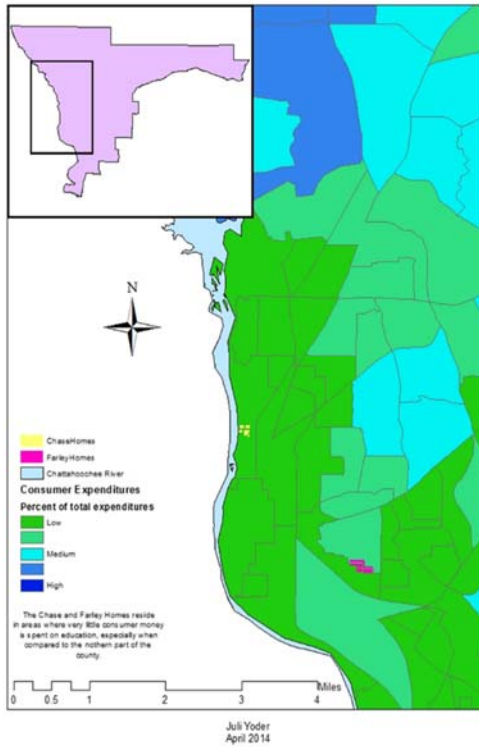 N
ChaseHomes
FarleyHomes
Chattahoochee River
Consumer Expenditures
Percent of total expenditures
Low
Medium
High
The Chase and Farley Homes reside
in areas where very little consumer money
is spent on education, especially when
compared to the nothern part of the
county.
Miles
0 0.5 1 2 3 4
Juli Yoder
April 2014